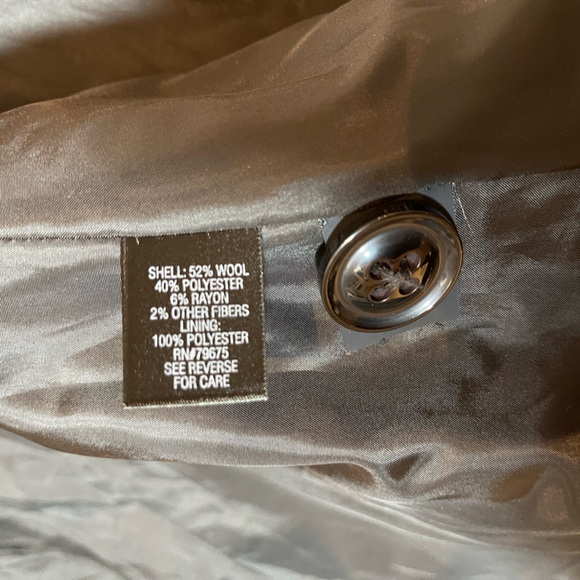 SHELL: 52% WOOL
40% POLYESTER
6% RAYON
2% OTHER FIBERS
LINING:
100% POLYESTER
RN#79675
SEE REVERSE
FOR CARE